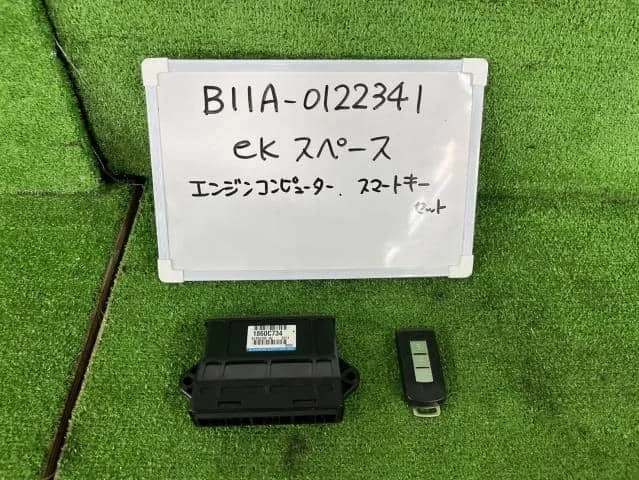 B11A-0122341
eK スペース
エンジンコンピューター、スマートキー
セット
1860C734